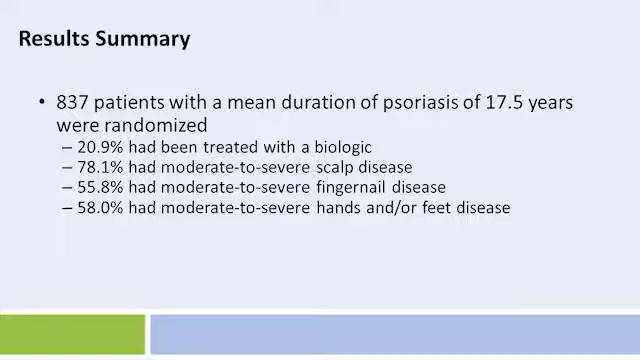 Results Summary
• 837 patients with a mean duration of psoriasis of 17.5 years
were randomized
– 20.9% had been treated with a biologic
– 78.1% had moderate-to-severe scalp disease
– 55.8% had moderate-to-severe fingernail disease
– 58.0% had moderate-to-severe hands and/or feet disease